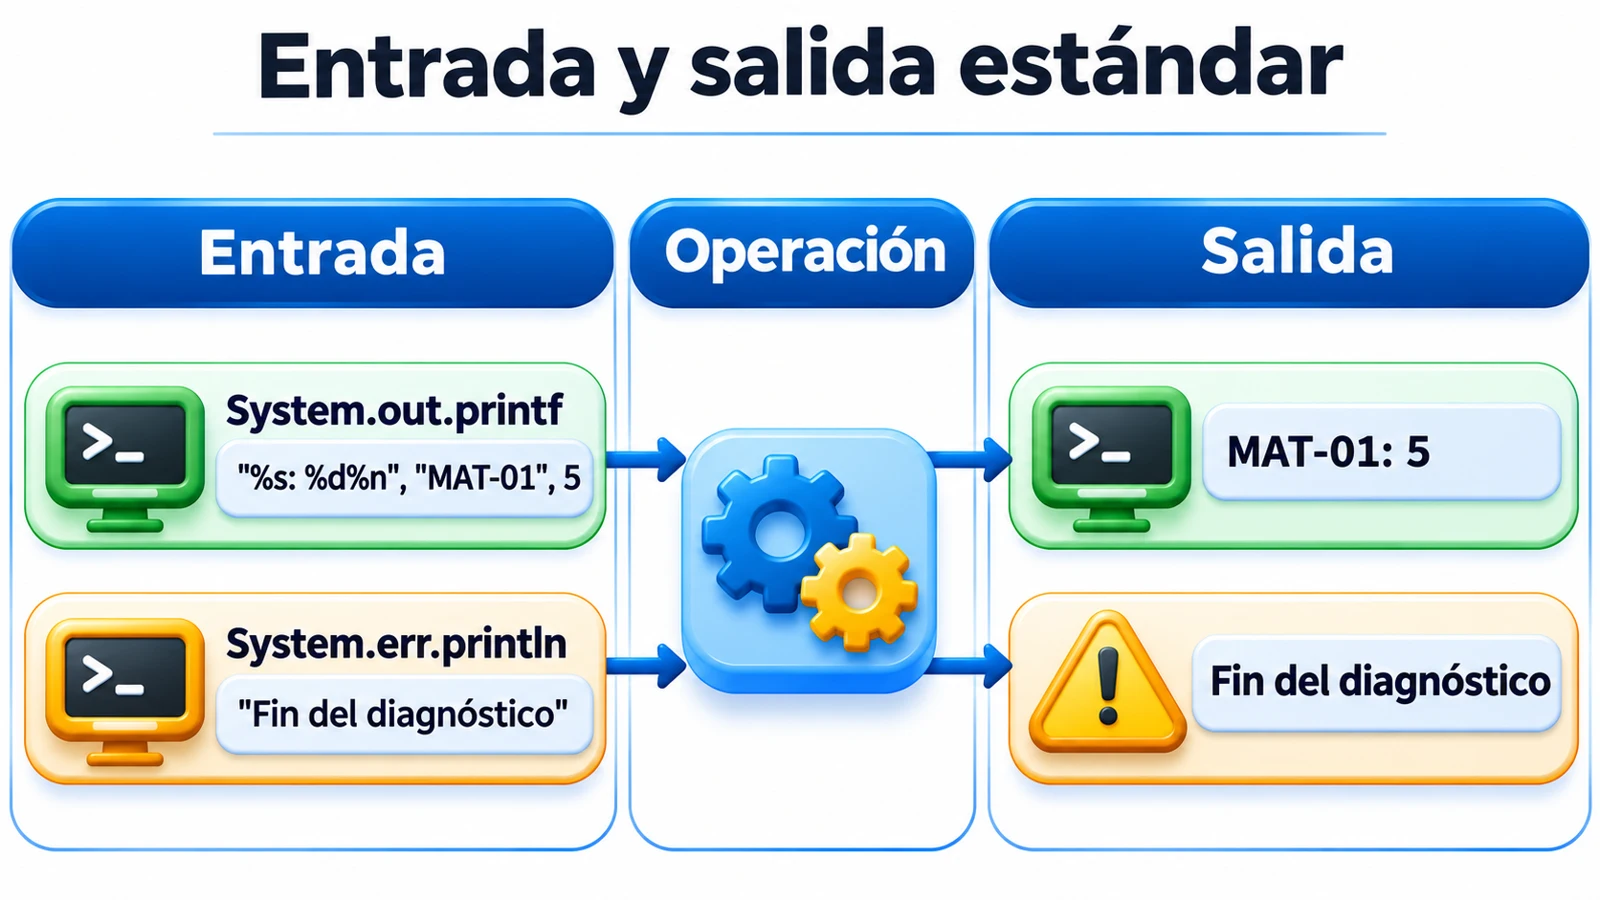 Entrada y salida estándar
Entrada
Operación
Salida
System.out.printf
"%s: %d%n", "MAT-01", 5
>_
>_
MAT-01: 5
System.err.println
"Fin del diagnóstico"
>_
Fin del diagnóstico